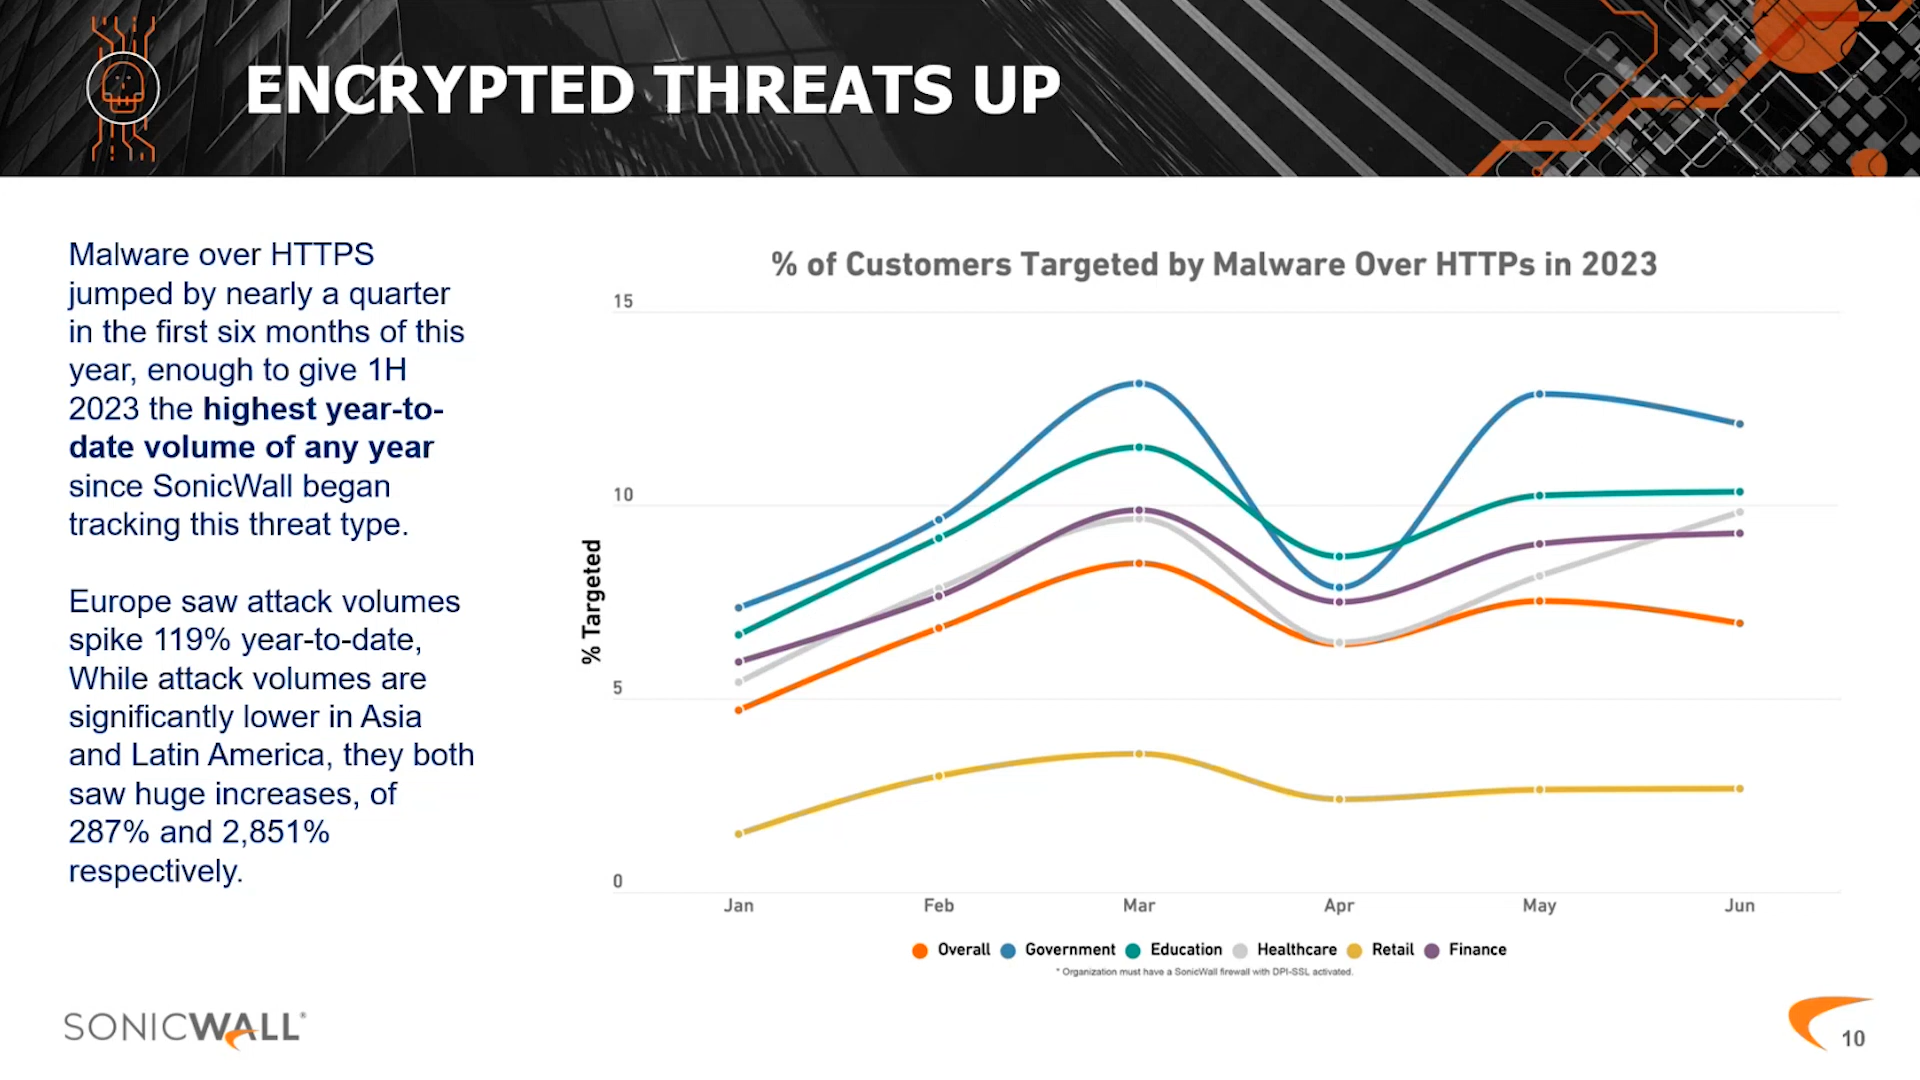 ENCRYPTED THREATS UP
Malware over HTTPS
jumped by nearly a quarter
in the first six months of this
year, enough to give 1H
2023 the highest year-to-
date volume of any year
since SonicWall began
tracking this threat type.
Europe saw attack volumes
spike 119% year-to-date,
While attack volumes are
significantly lower in Asia
and Latin America, they both
saw huge increases, of
287% and 2,851%
respectively.
% of Customers Targeted by Malware Over HTTPs in 2023
15
10
5
0
% Targeted
Jan Feb Mar Apr May Jun
Overall Government Education Healthcare Retail Finance
* Organization must have a SonicWall firewall with DPI-SSL activated.
SONICWALL®
10